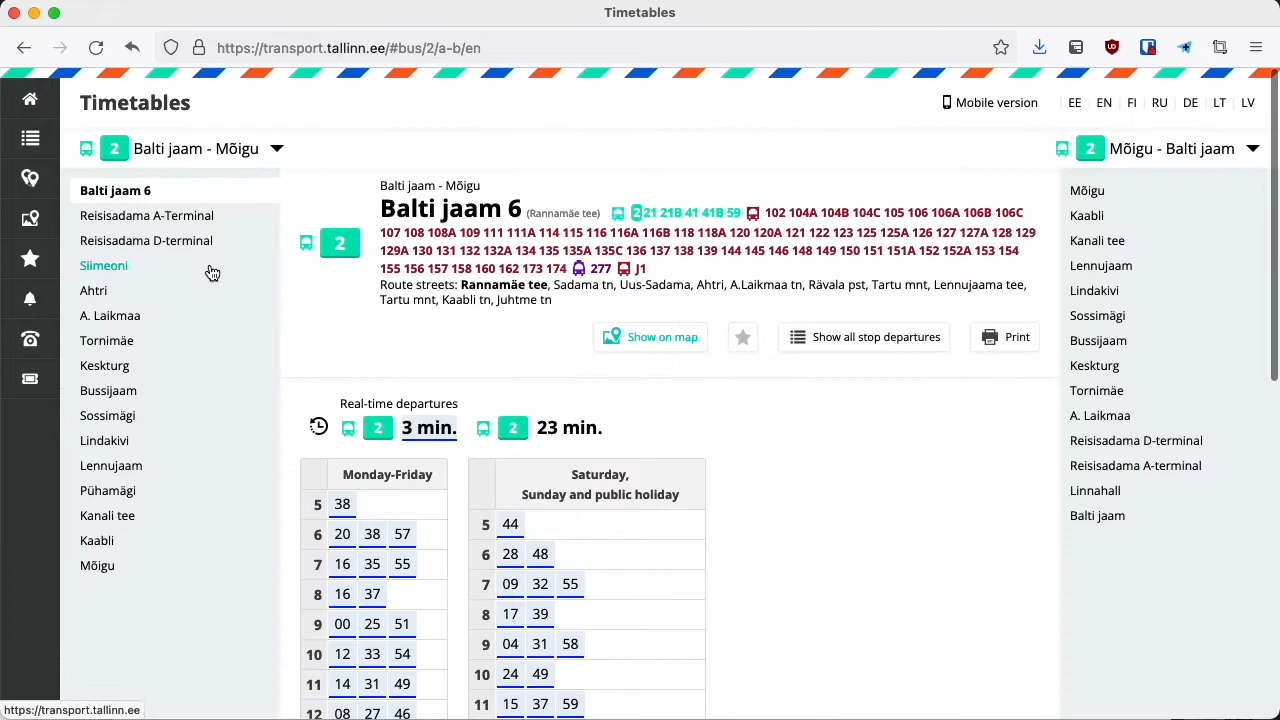 Timetables
https://transport.tallinn.ee/#bus/2/a-b/en
Timetables
Mobile version
EE EN FI RU DE LT LV
2 Balti jaam - Mõigu
2 Mõigu - Balti jaam
Balti jaam 6
Reisisadama A-Terminal
Reisisadama D-terminal
Siimeoni
Ahtri
A. Laikmaa
Tornimäe
Keskturg
Bussijaam
Sossimägi
Lindakivi
Lennujaam
Pühamägi
Kanali tee
Kaabli
Mõigu
Balti jaam - Mõigu
2
Balti jaam 6 (Rannamäe tee) 2 21 21B 41 41B 59 102 104A 104B 104C 105 106 106A 106B 106C
107 108 108A 109 111 111A 114 115 116 116A 116B 118 118A 120 120A 121 122 123 125 125A 126 127 127A 128 129
129A 130 131 132 132A 134 135 135A 135C 136 137 138 139 144 145 146 148 149 150 151 151A 152 152A 153 154
155 156 157 158 160 162 173 174 277 J1
Route streets: Rannamäe tee, Sadama tn, Uus-Sadama, Ahtri, A.Laikmaa tn, Rävala pst, Tartu mnt, Lennujaama tee,
Tartu mnt, Kaabli tn, Juhtme tn
Show on map
Show all stop departures
Print
Real-time departures
2 3 min. 2 23 min.
Monday-Friday
5 38
6 20 38 57
7 16 35 55
8 16 37
9 00 25 51
10 12 33 54
11 14 31 49
12 08 27 46
Saturday,
Sunday and public holiday
5 44
6 28 48
7 09 32 55
8 17 39
9 04 31 58
10 24 49
11 15 37 59
Mõigu
Kaabli
Kanali tee
Lennujaam
Lindakivi
Sossimägi
Bussijaam
Keskturg
Tornimäe
A. Laikmaa
Reisisadama D-terminal
Reisisadama A-terminal
Linnahall
Balti jaam
https://transport.tallinn.ee